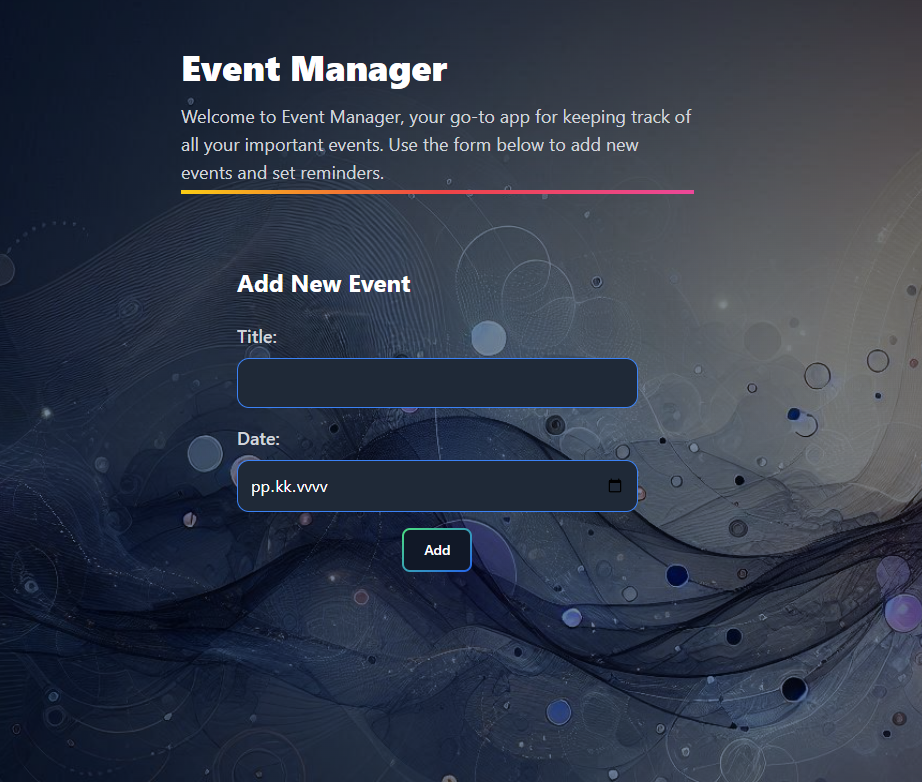 Event Manager
Welcome to Event Manager, your go-to app for keeping track of
all your important events. Use the form below to add new
events and set reminders.
Add New Event
Title:
Date:
pp.kk.vvvv
Add